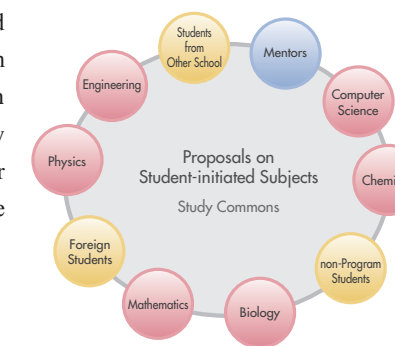 Students
from
Other School
Mentors
Engineering
Computer
Science
Physics
Proposals on
Student-initiated Subjects
Study Commons
Foreign
Students
non-Program
Students
Mathematics
Biology